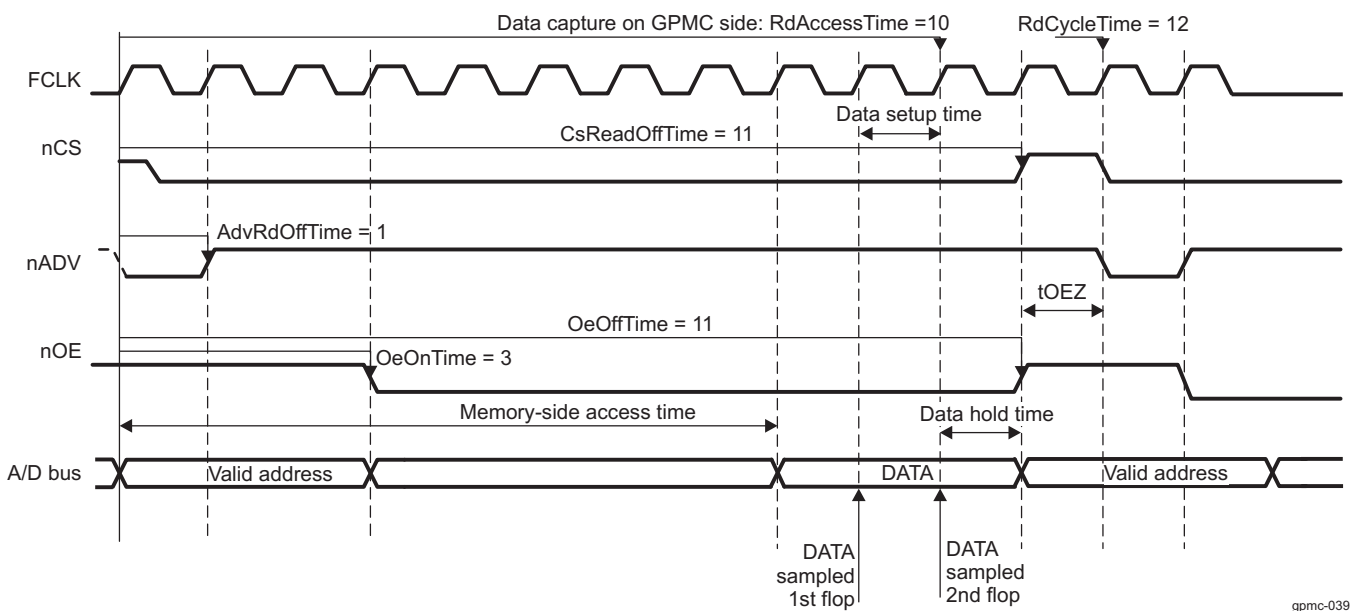 Data capture on GPMC side: RdAccessTime =10
RdCycleTime = 12
FCLK
Data setup time
CsReadOffTime = 11
nCS
AdvRdOffTime = 1
nADV
tOEZ
OeOffTime = 11
nOE
OeOnTime = 3
Memory-side access time
Data hold time
A/D bus
Valid address
DATA
Valid address
DATA
sampled
1st flop
DATA
sampled
2nd flop
gpmc-039